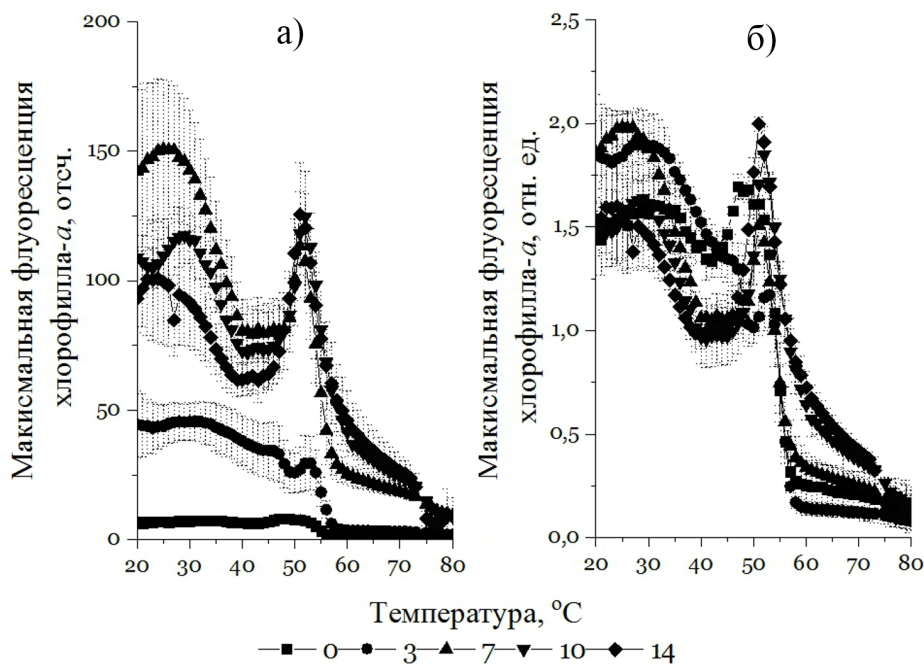 а)
Макисмальная флуоресценция
хлорофилла-а, отсч.
200
150
100
50
0
20 30 40 50 60 70 80
б)
Макисмальная флуоресценция
хлорофилла-а, отн. ед.
2,5
2,0
1,5
1,0
0,5
0,0
20 30 40 50 60 70 80
Температура, °C
0 3 7 10 14